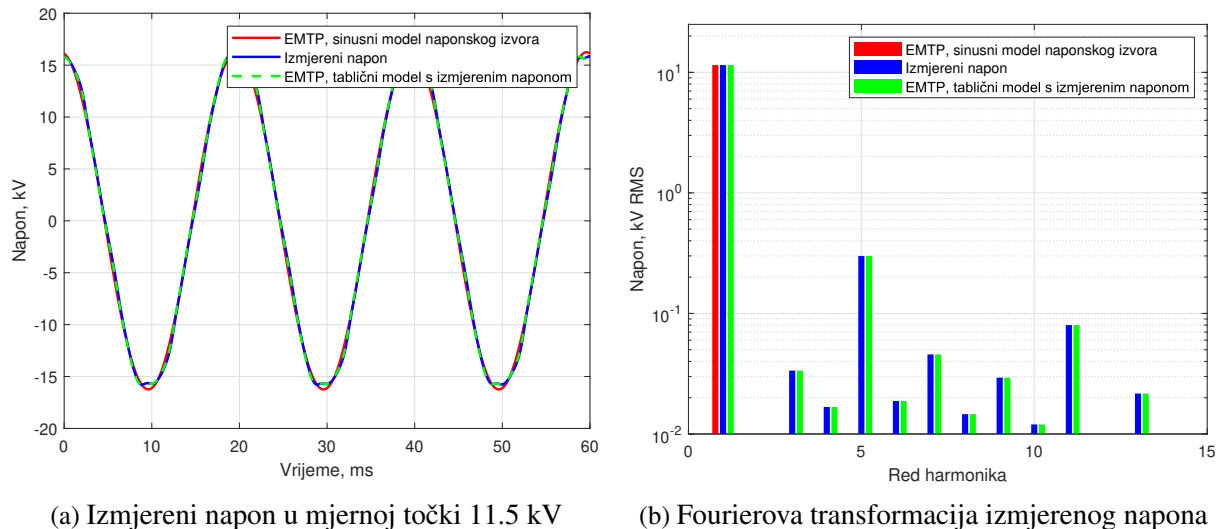 EMTP, sinusni model naponskog izvora
Izmjereni napon
EMTP, tablični model s izmjerenim naponom
20
15
10
5
0
-5
-10
-15
-20
Napon, kV
0
10
20
30
40
50
60
Vrijeme, ms
(a) Izmjereni napon u mjernoj točki 11.5 kV
EMTP, sinusni model naponskog izvora
Izmjereni napon
EMTP, tablični model s izmjerenim naponom
10^1
10^0
10^-1
10^-2
Napon, kV RMS
5
10
15
Red harmonika
(b) Fourierova transformacija izmjerenog napona